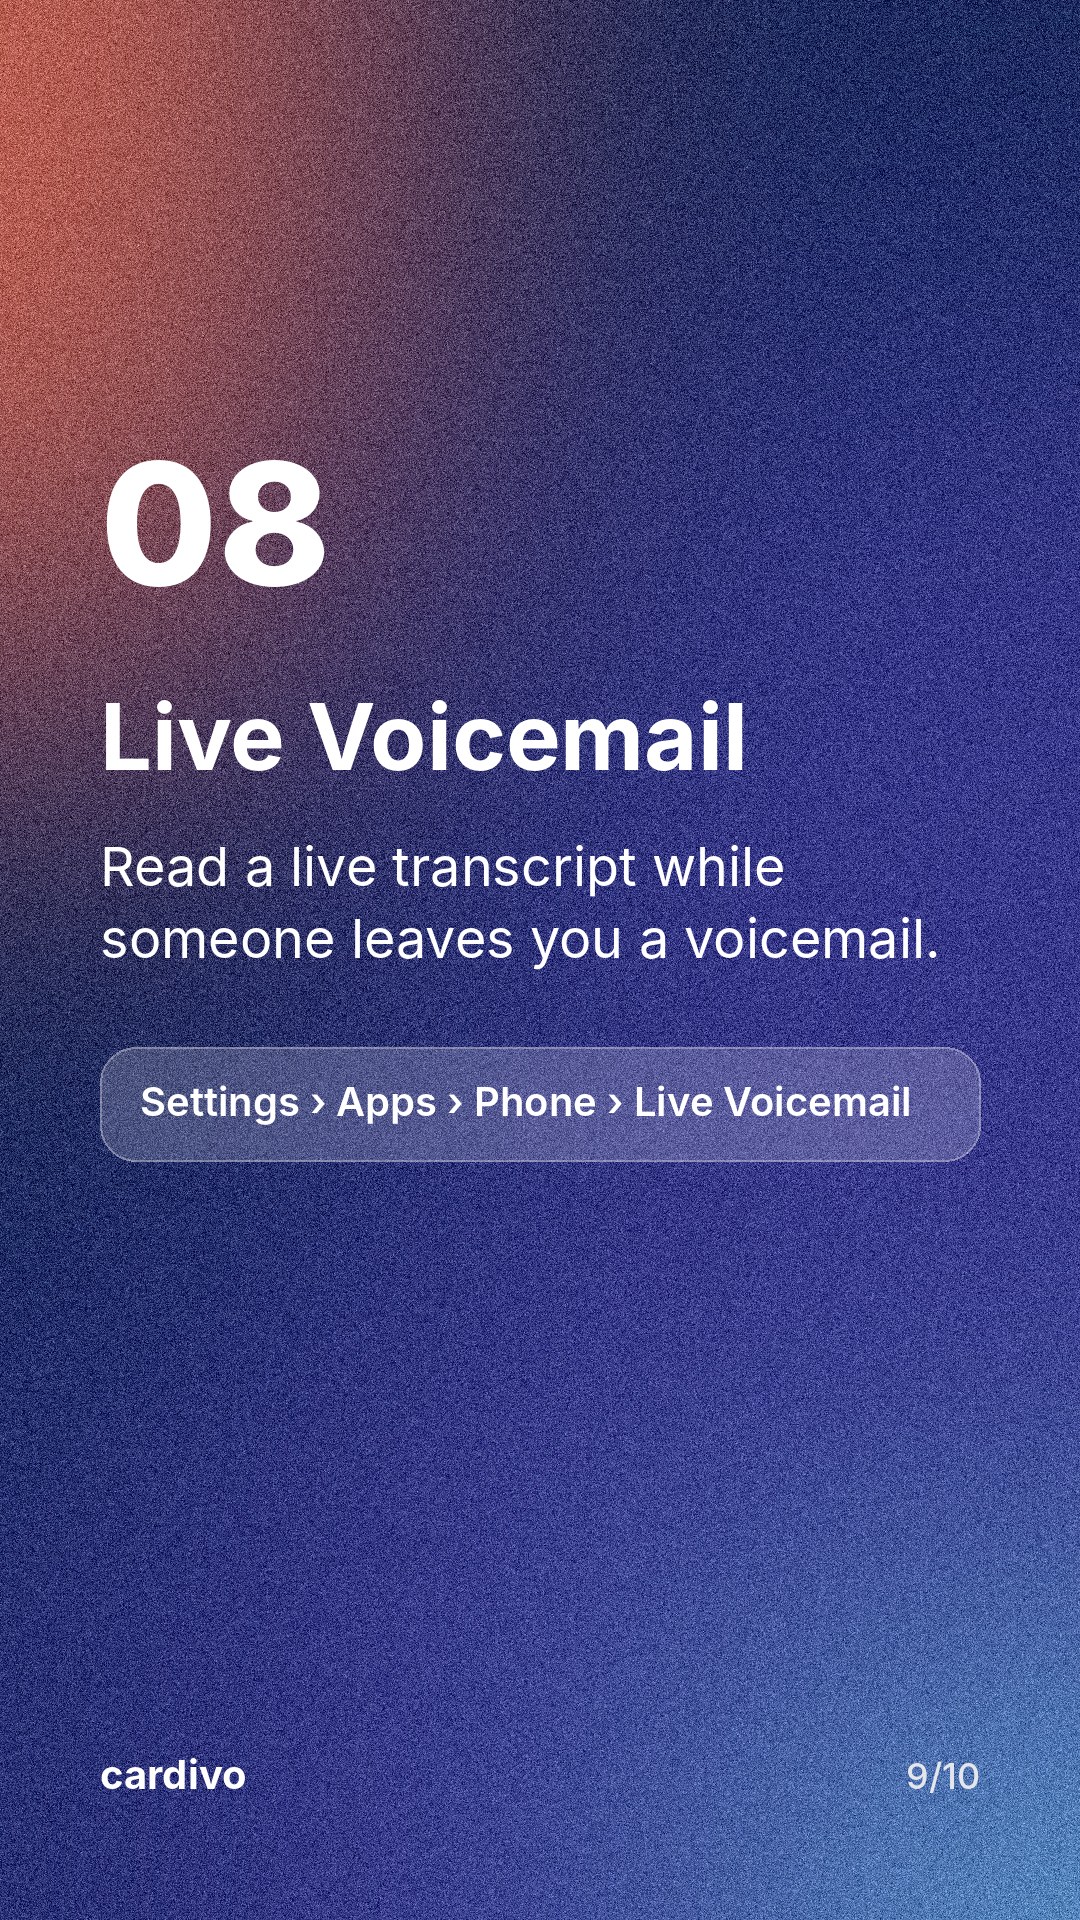 08
Live Voicemail
Read a live transcript while
someone leaves you a voicemail.
Settings › Apps › Phone › Live Voicemail
cardivo
9/10